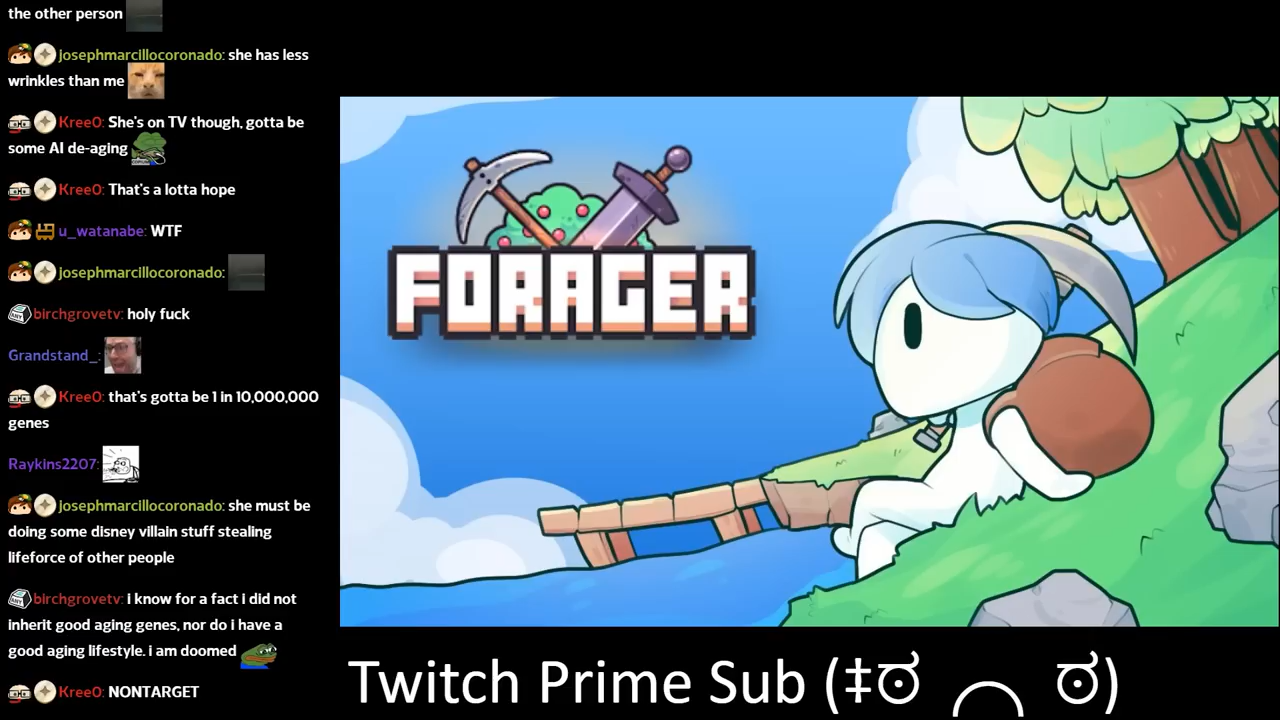 the other person
josephmarcillocoronado: she has less
wrinkles than me
KreeO: She's on TV though, gotta be
some AI de-aging
KreeO: That's a lotta hope
u_watanabe: WTF
josephmarcillocoronado:
birchgrovetv: holy fuck
Grandstand_:
KreeO: that's gotta be 1 in 10,000,000
genes
Raykins2207:
josephmarcillocoronado: she must be
doing some disney villain stuff stealing
lifeforce of other people
birchgrovetv: i know for a fact i did not
inherit good aging genes, nor do i have a
good aging lifestyle. i am doomed
KreeO: NONTARGET
FORAGER
Twitch Prime Sub (‡ಠ ⁀ ಠ)